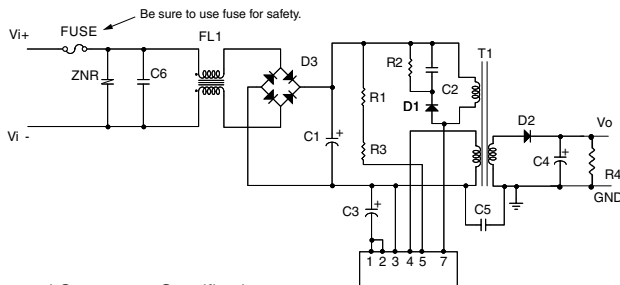 Be sure to use fuse for safety.
Vi+
FUSE
FL1
T1
ZNR
C6
D3
R2
C2
R1
D1
D2
Vo
Vi -
C1
+
R3
C4
+
R4
GND
C3
+
C5
1 2 3 4 5 7